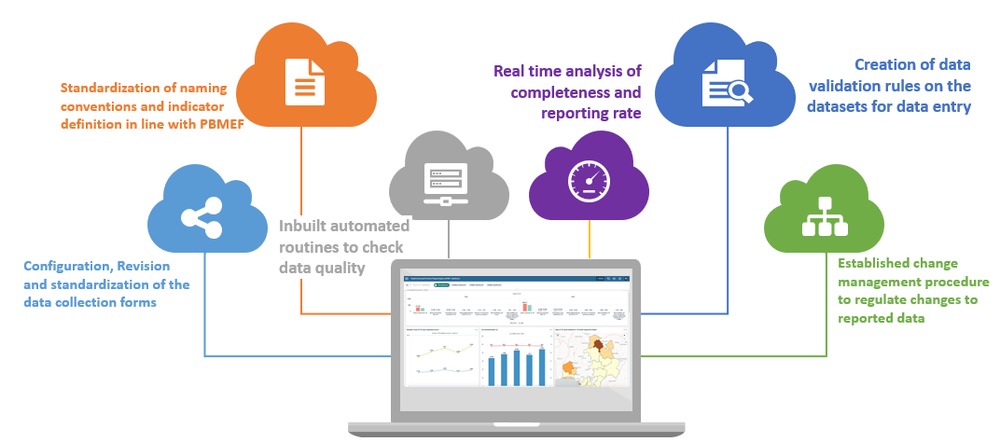 Standardization of naming
conventions and indicator
definition in line with PBMEF
Real time analysis of
completeness and
reporting rate
Creation of data
validation rules on the
datasets for data entry
Inbuilt automated
routines to check
data quality
Configuration, Revision
and standardization of the
data collection forms
Established change
management procedure
to regulate changes to
reported data